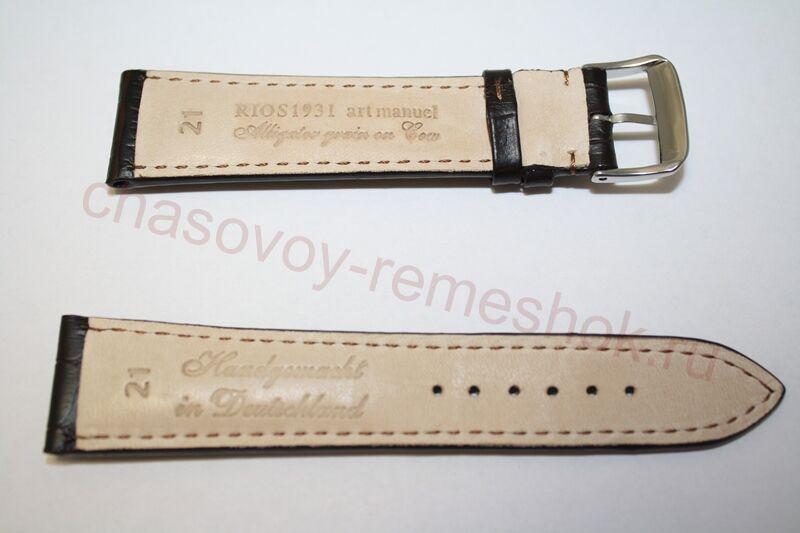 21
RIOS1931 art manuel
Alligator grain on Cow
chasovoy-remeshok.ru
21
Handgemacht
in Deutschland